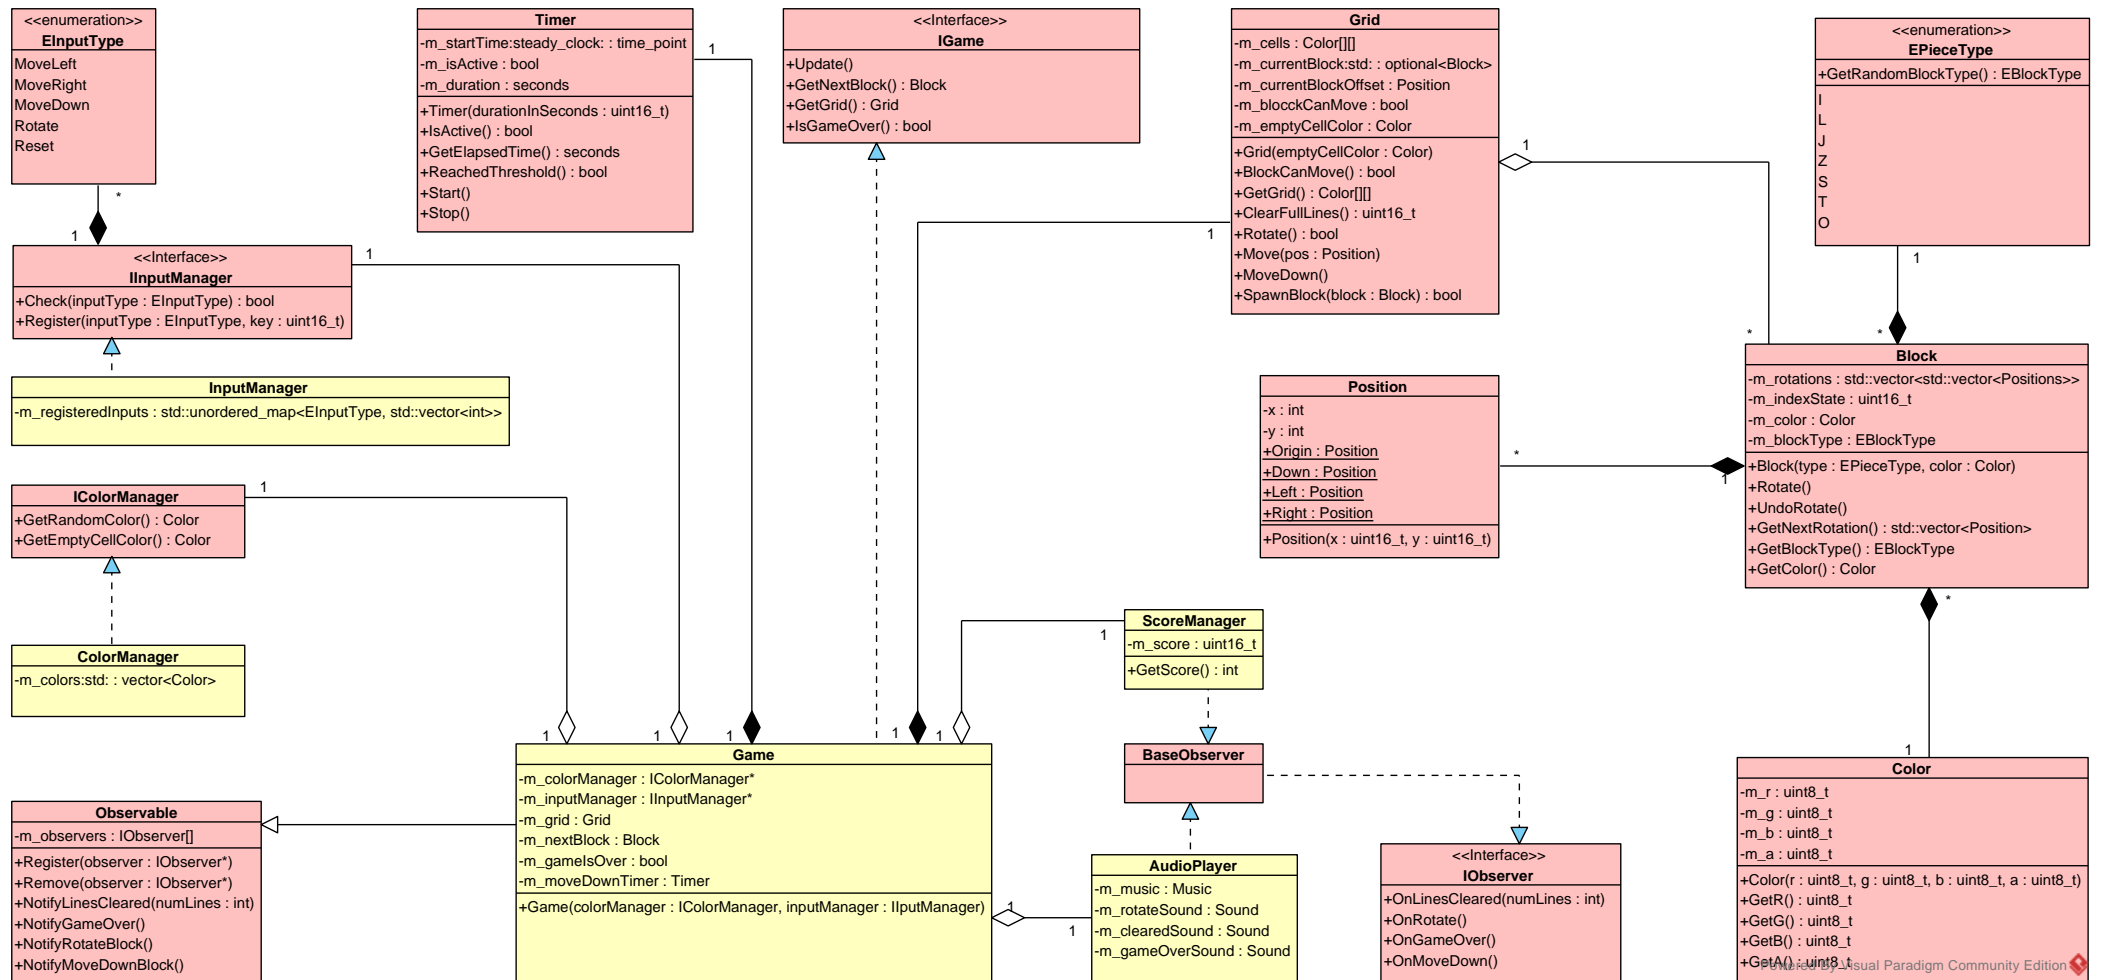 <<enumeration>>
EInputType
MoveLeft
MoveRight
MoveDown
Rotate
Reset
*
1
Timer
-m_startTime:steady_clock: : time_point
-m_isActive : bool
-m_duration : seconds
+Timer(durationInSeconds : uint16_t)
+IsActive() : bool
+GetElapsedTime() : seconds
+ReachedThreshold() : bool
+Start()
+Stop()
1
<<Interface>>
IGame
+Update()
+GetNextBlock() : Block
+GetGrid() : Grid
+IsGameOver() : bool
Grid
-m_cells : Color[][]
-m_currentBlock:std: : optional<Block>
-m_currentBlockOffset : Position
-m_blocckCanMove : bool
-m_emptyCellColor : Color
+Grid(emptyCellColor : Color)
+BlockCanMove() : bool
+GetGrid() : Color[][]
+ClearFullLines() : uint16_t
+Rotate() : bool
+Move(pos : Position)
+MoveDown()
+SpawnBlock(block : Block) : bool
1
1
*
<<enumeration>>
EPieceType
+GetRandomBlockType() : EBlockType
I
L
J
Z
S
T
O
1
*
<<Interface>>
IInputManager
+Check(inputType : EInputType) : bool
+Register(inputType : EInputType, key : uint16_t)
1
InputManager
-m_registeredInputs : std::unordered_map<EInputType, std::vector<int>>
Position
-x : int
-y : int
+Origin : Position
+Down : Position
+Left : Position
+Right : Position
+Position(x : uint16_t, y : uint16_t)
*
1
Block
-m_rotations : std::vector<std::vector<Positions>>
-m_indexState : uint16_t
-m_color : Color
-m_blockType : EBlockType
+Block(type : EPieceType, color : Color)
+Rotate()
+UndoRotate()
+GetNextRotation() : std::vector<Position>
+GetBlockType() : EBlockType
+GetColor() : Color
*
1
IColorManager
+GetRandomColor() : Color
+GetEmptyCellColor() : Color
1
ColorManager
-m_colors:std: : vector<Color>
ScoreManager
-m_score : uint16_t
+GetScore() : int
1
1
1
1
1
1
Game
-m_colorManager : IColorManager*
-m_inputManager : IInputManager*
-m_grid : Grid
-m_nextBlock : Block
-m_gameIsOver : bool
-m_moveDownTimer : Timer
+Game(colorManager : IColorManager, inputManager : IIputManager)
1
1
BaseObserver
Observable
-m_observers : IObserver[]
+Register(observer : IObserver*)
+Remove(observer : IObserver*)
+NotifyLinesCleared(numLines : int)
+NotifyGameOver()
+NotifyRotateBlock()
+NotifyMoveDownBlock()
AudioPlayer
-m_music : Music
-m_rotateSound : Sound
-m_clearedSound : Sound
-m_gameOverSound : Sound
<<Interface>>
IObserver
+OnLinesCleared(numLines : int)
+OnRotate()
+OnGameOver()
+OnMoveDown()
Color
-m_r : uint8_t
-m_g : uint8_t
-m_b : uint8_t
-m_a : uint8_t
+Color(r : uint8_t, g : uint8_t, b : uint8_t, a : uint8_t)
+GetR() : uint8_t
+GetG() : uint8_t
+GetB() : uint8_t
+GetA() : uint8_t
Powered By Visual Paradigm Community Edition